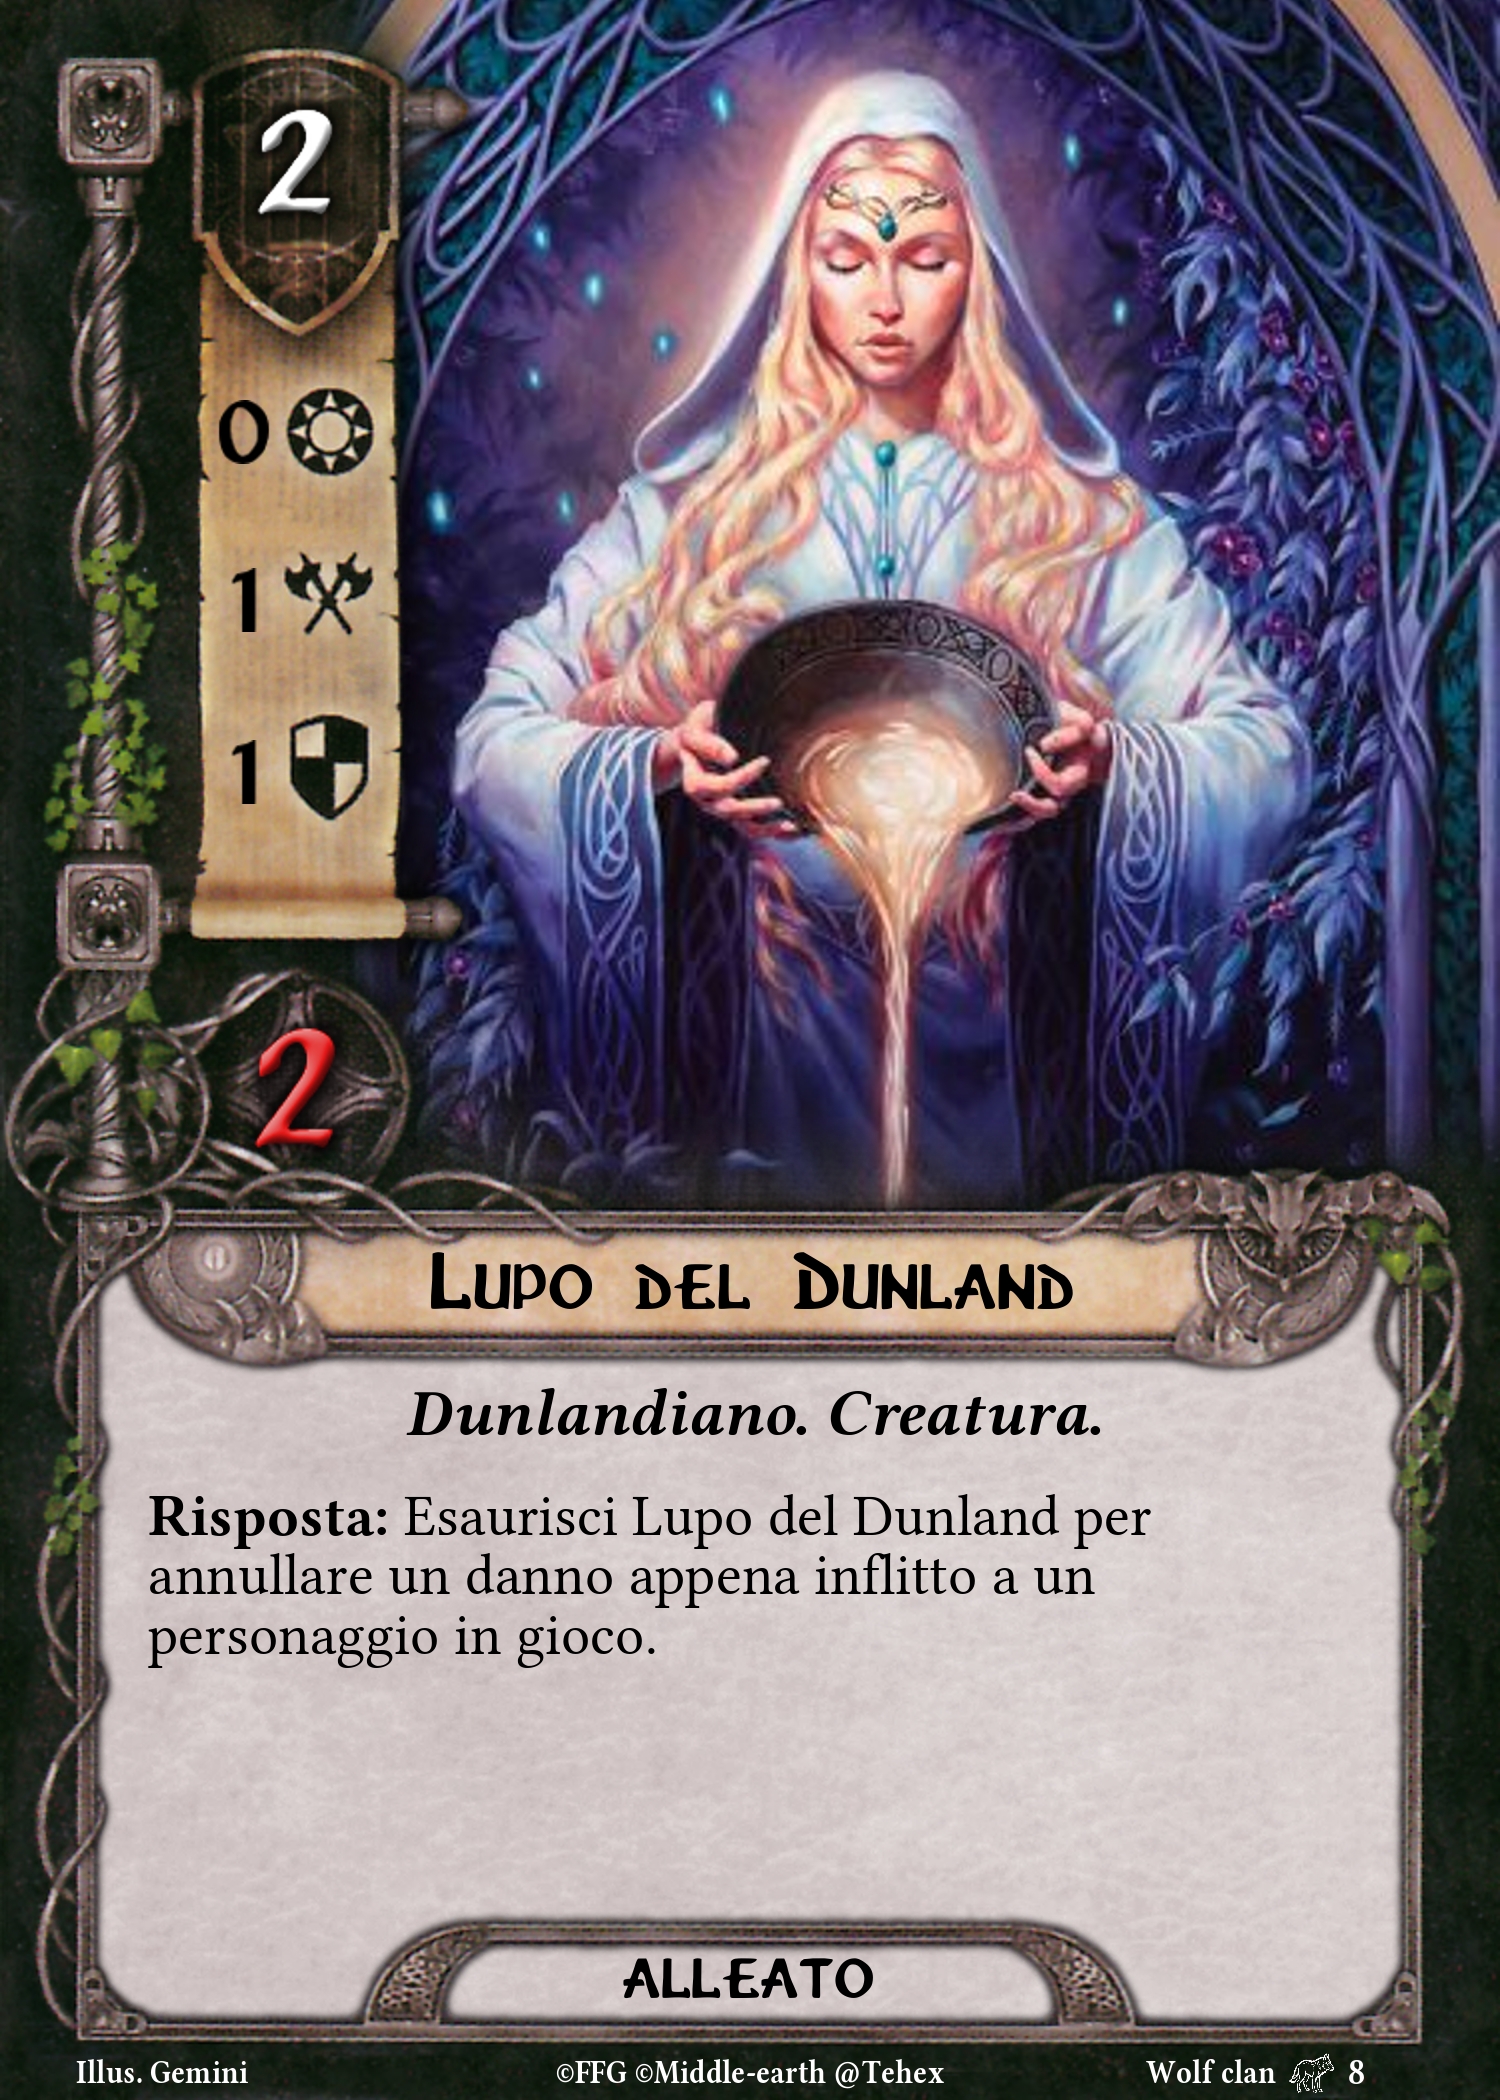 2
0
1
1
2
Lupo del Dunland
Dunlandiano. Creatura.
Risposta: Esaurisci Lupo del Dunland per
annullare un danno appena inflitto a un
personaggio in gioco.
ALLEATO
Illus. Gemini
©FFG ©Middle-earth @Tehex
Wolf clan 8